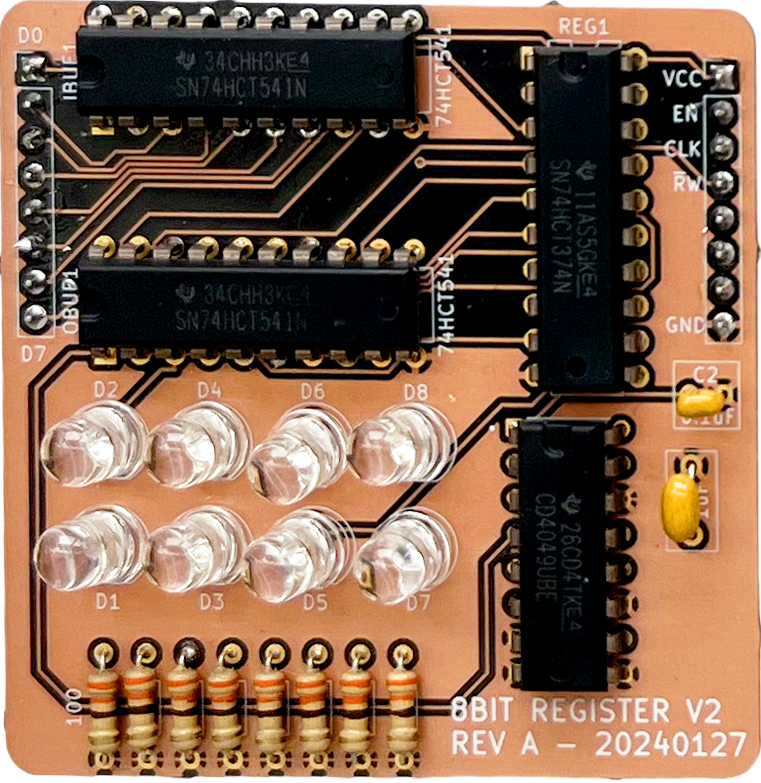 D0
IBUF1
34CHH3KE4
SN74HCT541N
74HCT541
REG1
VCC
EN
CLK
RW
GND
11AS5GKE4
SN74HCT374N
OBUF1
34CHH3KE4
SN74HCT541N
74HCT541
D7
D2 D4 D6 D8
C2
0.1uF
26CD4TKE4
CD4049UBE
D1 D3 D5 D7
100
8BIT REGISTER V2
REV A - 20240127